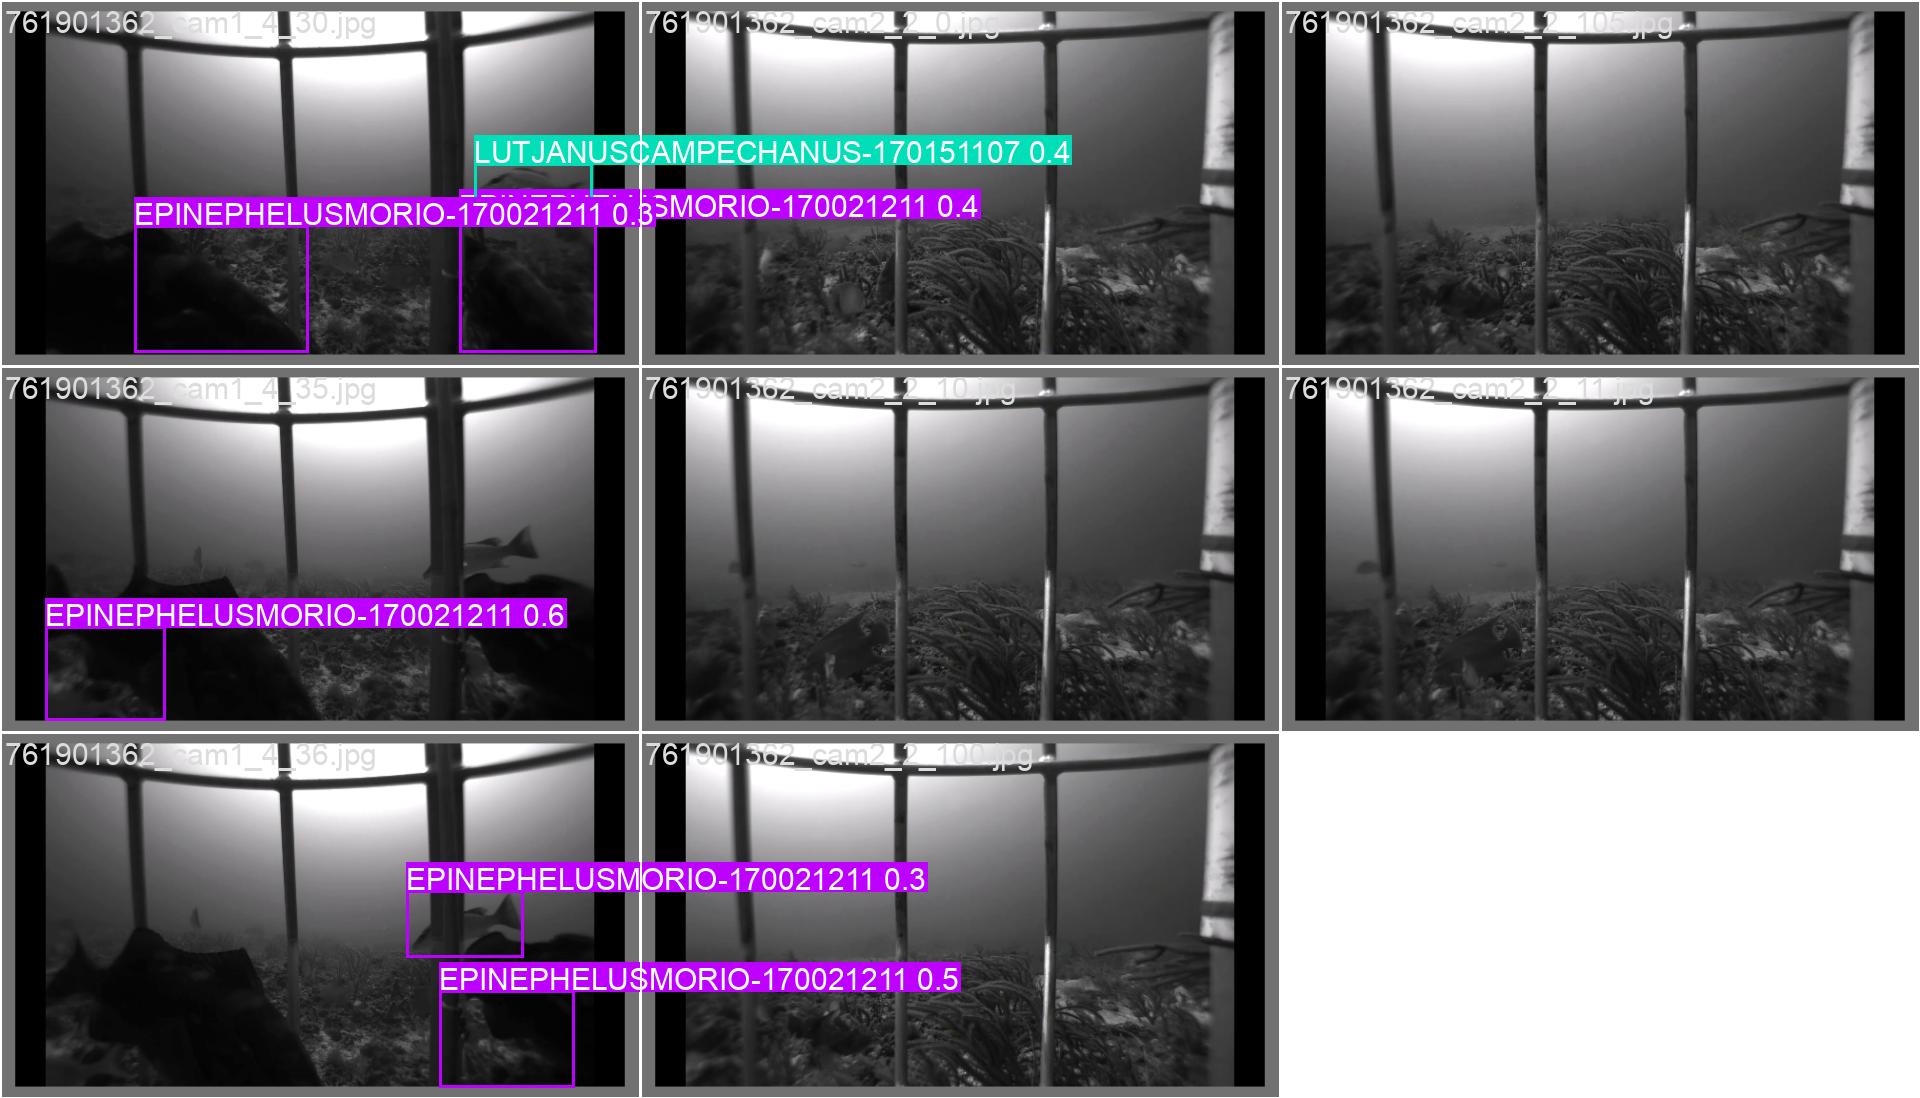 761901362_cam1_4_30.jpg
761901362_cam2_2_0.jpg
761901362_cam2_2_105.jpg
LUTJANUSCAMPECHANUS-170151107 0.4
SMORIO-170021211 0.4
EPINEPHELUSMORIO-170021211 0.3
761901362_cam1_4_35.jpg
761901362_cam2_2_10.jpg
761901362_cam2_2_11.jpg
EPINEPHELUSMORIO-170021211 0.6
761901362_cam1_4_36.jpg
761901362_cam2_2_100.jpg
EPINEPHELUSMORIO-170021211 0.3
EPINEPHELUSMORIO-170021211 0.5